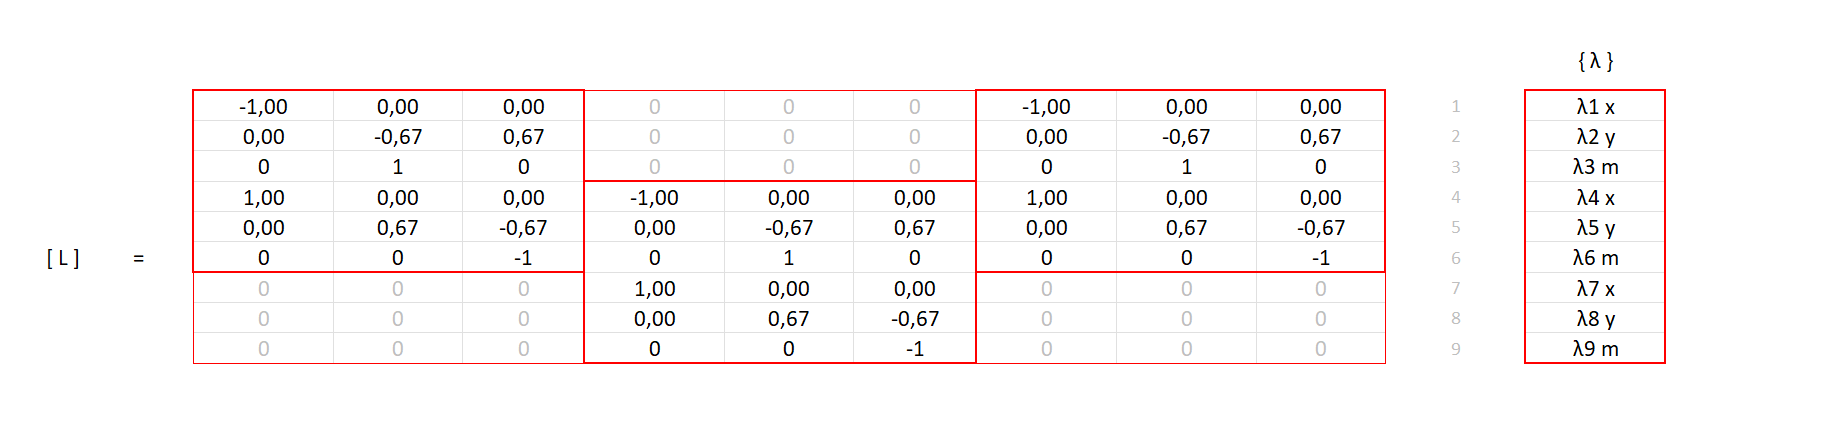 { λ }
-1,00 0,00 0,00 0 0 0 -1,00 0,00 0,00 1 λ1 x
0,00 -0,67 0,67 0 0 0 0,00 -0,67 0,67 2 λ2 y
0 1 0 0 0 0 0 1 0 3 λ3 m
1,00 0,00 0,00 -1,00 0,00 0,00 1,00 0,00 0,00 4 λ4 x
0,00 0,67 -0,67 0,00 -0,67 0,67 0,00 0,67 -0,67 5 λ5 y
[ L ] = 0 0 -1 0 1 0 0 0 -1 6 λ6 m
0 0 0 1,00 0,00 0,00 0 0 0 7 λ7 x
0 0 0 0,00 0,67 -0,67 0 0 0 8 λ8 y
0 0 0 0 0 -1 0 0 0 9 λ9 m